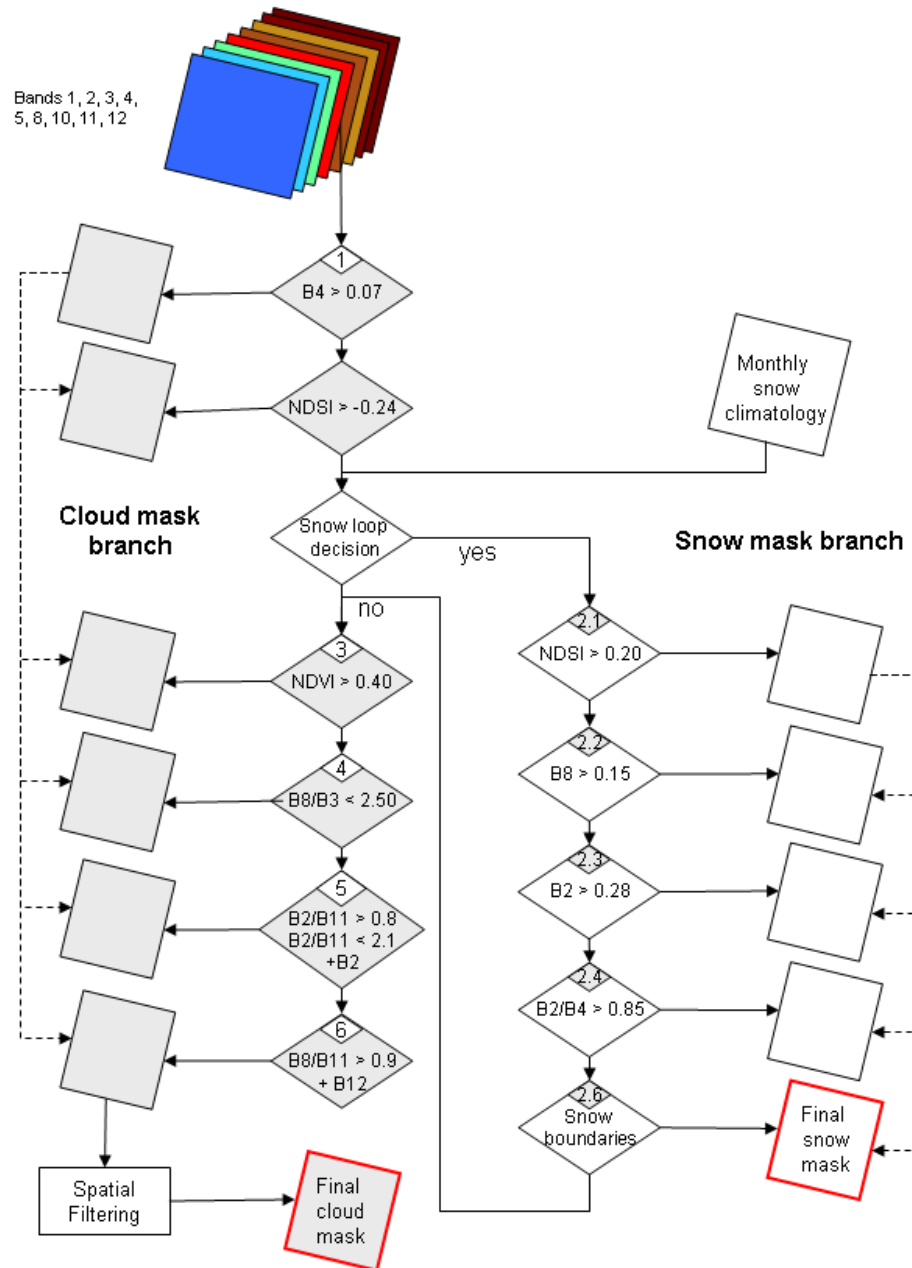 Bands 1, 2, 3, 4,
5, 8, 10, 11, 12
1
B4 > 0.07
NDSI > -0.24
Monthly
snow
climatology
Cloud mask
branch
Snow loop
decision
yes
Snow mask branch
no
3
NDVI > 0.40
4
B8/B3 < 2.50
5
B2/B11 > 0.8
B2/B11 < 2.1
+B2
6
B8/B11 > 0.9
+ B12
2.1
NDSI > 0.20
2.2
B8 > 0.15
2.3
B2 > 0.28
2.4
B2/B4 > 0.85
2.6
Snow
boundaries
Final
snow
mask
Spatial
Filtering
Final
cloud
mask